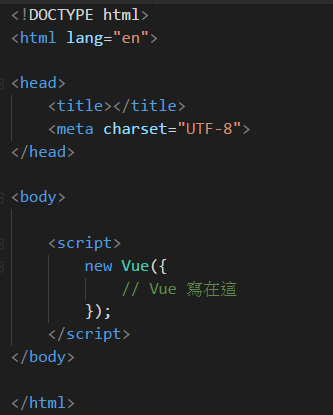 <!DOCTYPE html>
<html lang="en">
<head>
<title></title>
<meta charset="UTF-8">
</head>
<body>
<script>
new Vue({
// Vue 寫在這
});
</script>
</body>
</html>